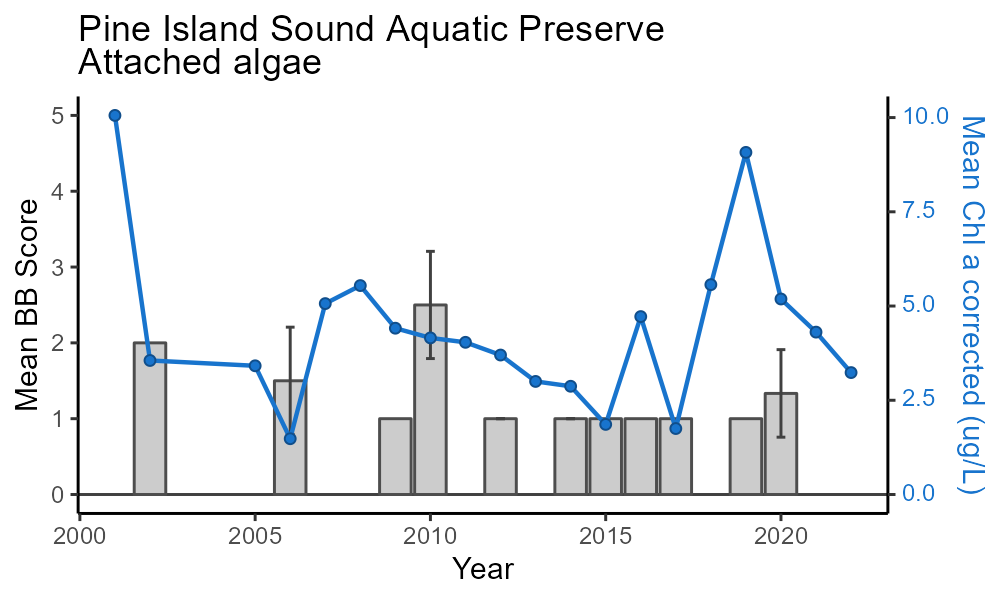 Pine Island Sound Aquatic Preserve
Attached algae
5
4
3
2
1
0
Mean BB Score
10.0
7.5
5.0
2.5
0.0
Mean Chl a corrected (ug/L)
2000 2005 2010 2015 2020
Year